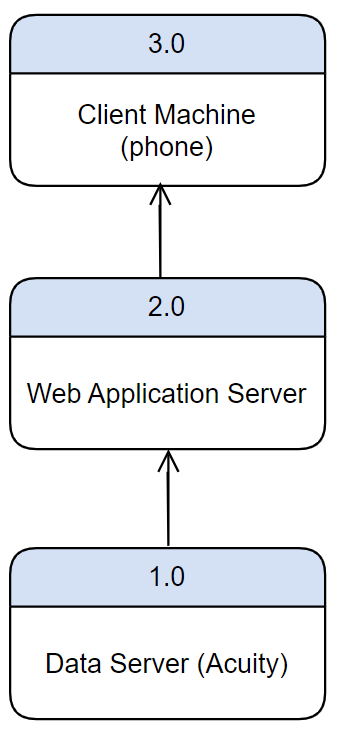 3.0
Client Machine
(phone)
2.0
Web Application Server
1.0
Data Server (Acuity)